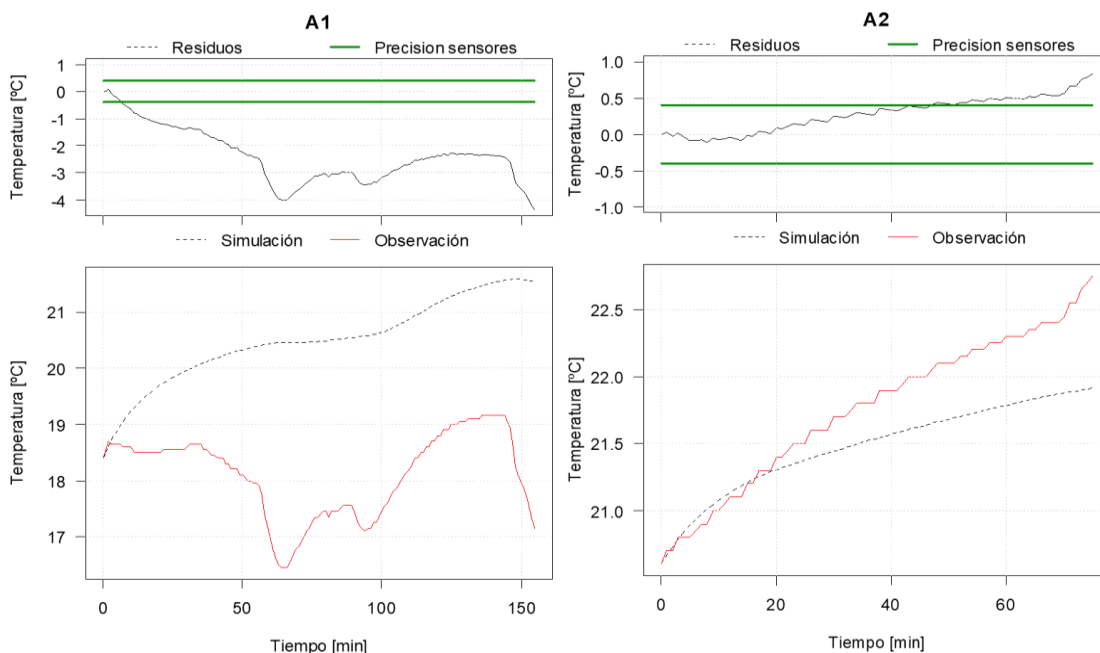 A1
Residuos Precision sensores
Temperatura [ºC]
1
0
-1
-2
-3
-4
Simulación Observación
Temperatura [ºC]
21
20
19
18
17
0 50 100 150
Tiempo [min]
A2
Residuos Precision sensores
Temperatura [ºC]
1.0
0.5
0.0
-0.5
-1.0
Simulación Observación
Temperatura [ºC]
22.5
22.0
21.5
21.0
0 20 40 60
Tiempo [min]